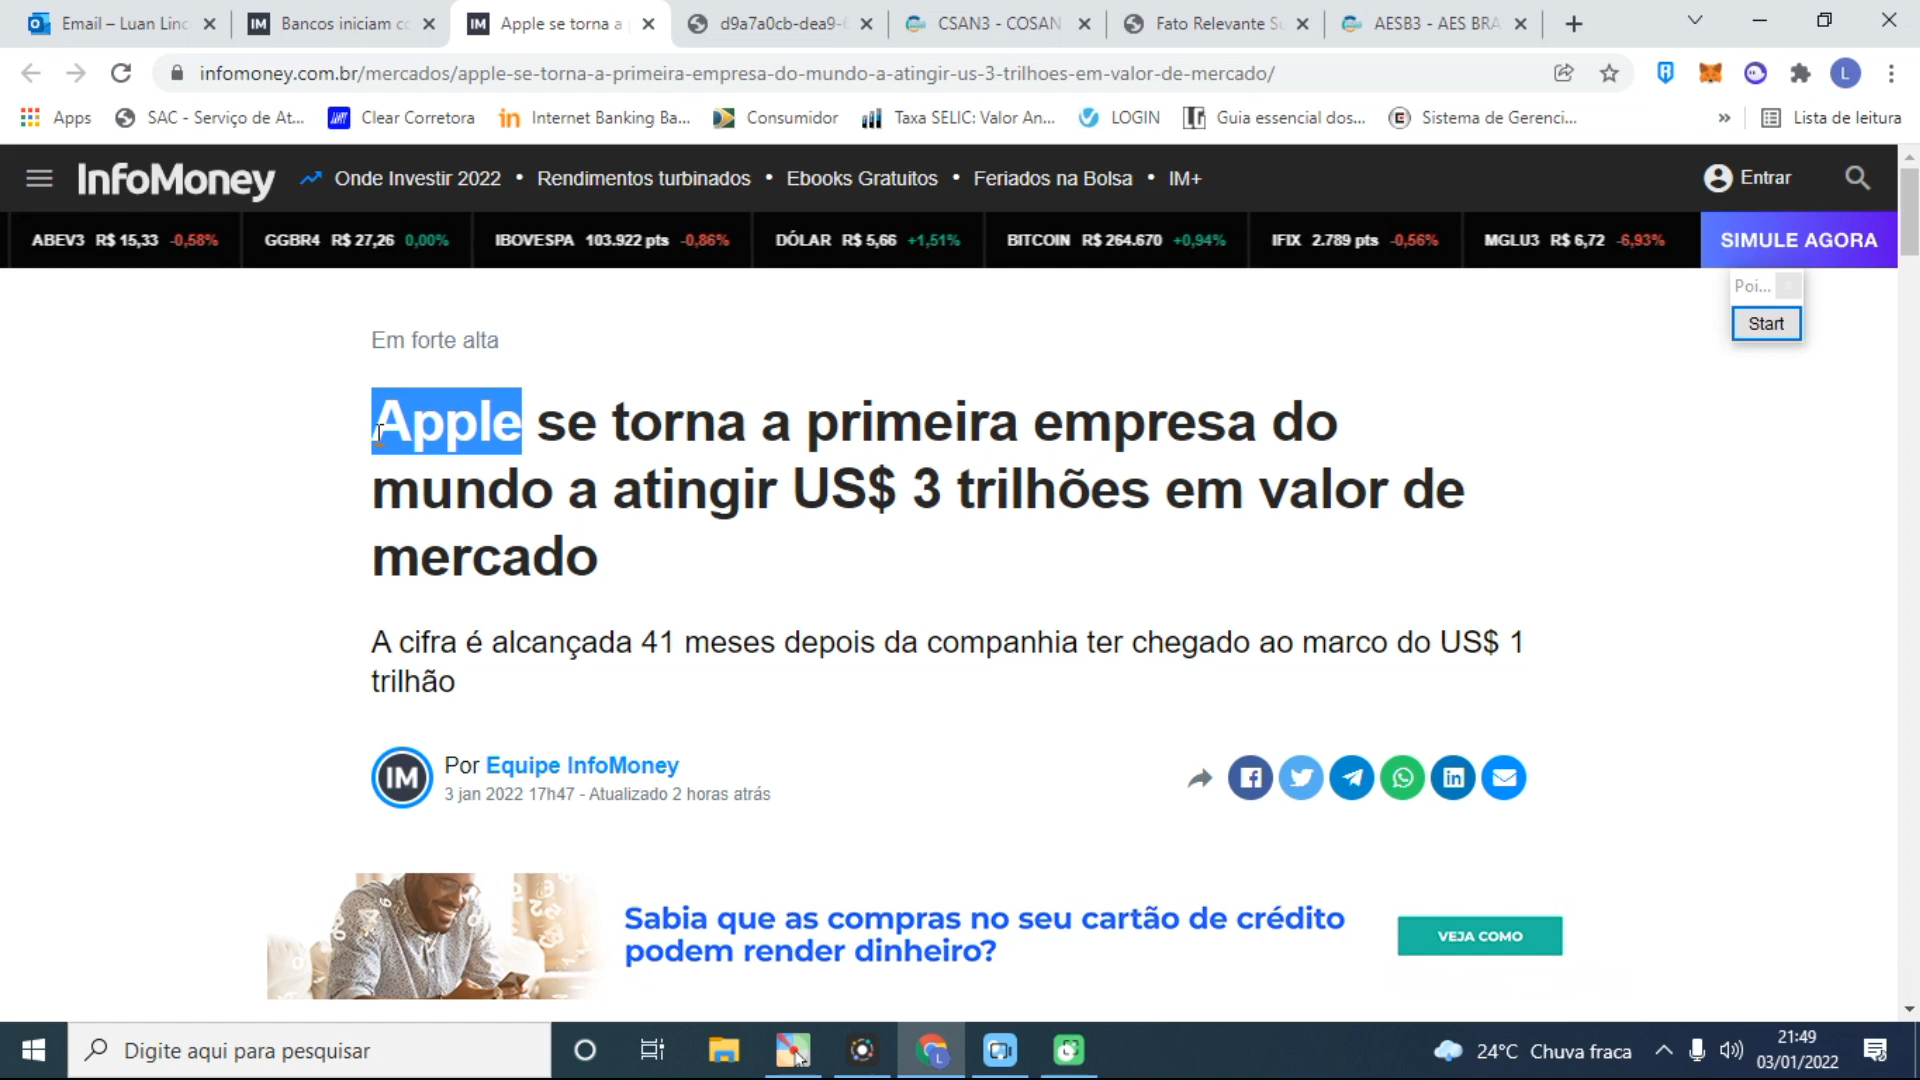 Email – Luan Linc
Bancos iniciam co
Apple se torna a
d9a7a0cb-dea9-
CSAN3 - COSAN
Fato Relevante Su
AESB3 - AES BRA
infomoney.com.br/mercados/apple-se-torna-a-primeira-empresa-do-mundo-a-atingir-us-3-trilhoes-em-valor-de-mercado/
L
Apps
SAC - Serviço de At...
Clear Corretora
Internet Banking Ba...
Consumidor
Taxa SELIC: Valor An...
LOGIN
Guia essencial dos...
Sistema de Gerenci...
»
Lista de leitura
InfoMoney
Onde Investir 2022 • Rendimentos turbinados • Ebooks Gratuitos • Feriados na Bolsa • IM+
Entrar
ABEV3 R$ 15,33 -0,58%
GGBR4 R$ 27,26 0,00%
IBOVESPA 103.922 pts -0,86%
DÓLAR R$ 5,66 +1,51%
BITCOIN R$ 264.670 +0,94%
IFIX 2.789 pts -0,56%
MGLU3 R$ 6,72 -6,93%
SIMULE AGORA
Poi...
Start
Em forte alta
Apple se torna a primeira empresa do
mundo a atingir US$ 3 trilhões em valor de
mercado
A cifra é alcançada 41 meses depois da companhia ter chegado ao marco do US$ 1
trilhão
IM
Por Equipe InfoMoney
3 jan 2022 17h47 - Atualizado 2 horas atrás
Sabia que as compras no seu cartão de crédito
podem render dinheiro?
VEJA COMO
Digite aqui para pesquisar
24°C Chuva fraca
21:49
03/01/2022